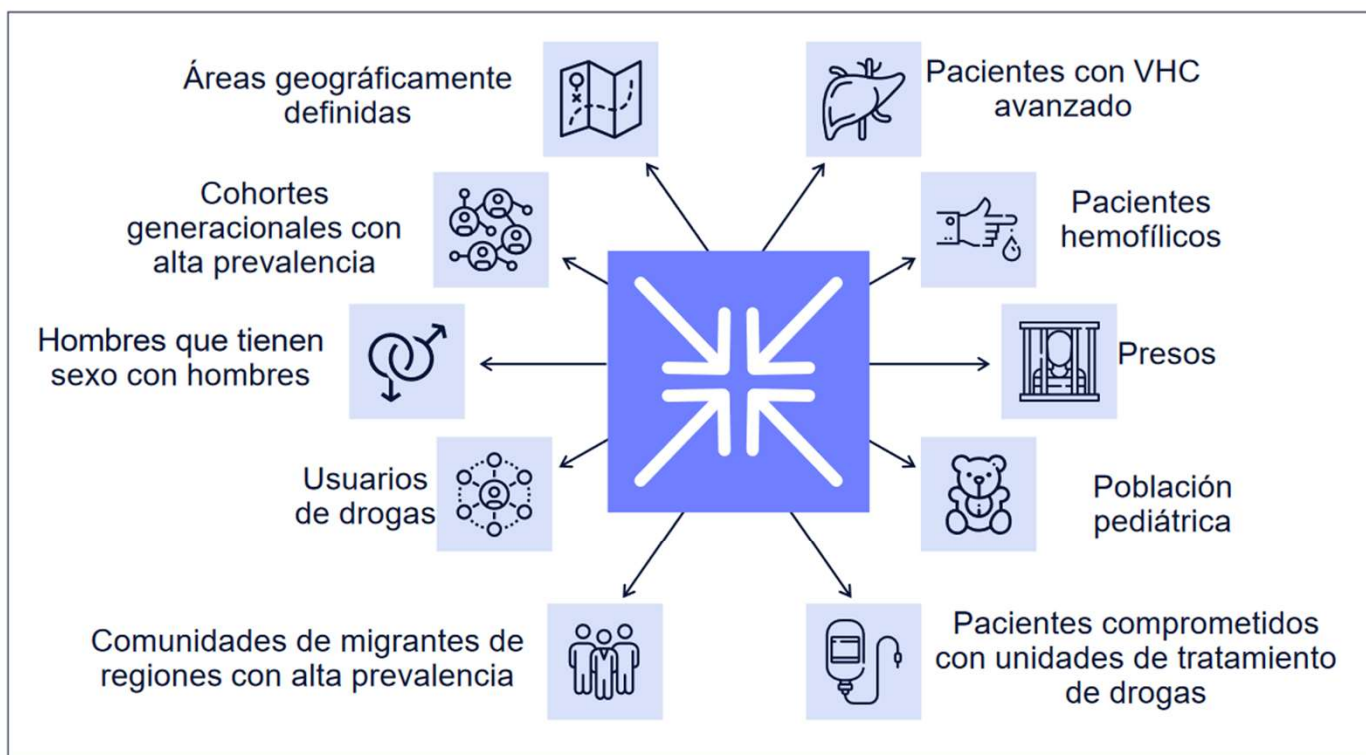 Áreas geográficamente
definidas
Pacientes con VHC
avanzado
Cohortes
generacionales con
alta prevalencia
Pacientes
hemofílicos
Hombres que tienen
sexo con hombres
Presos
Usuarios
de drogas
Población
pediátrica
Comunidades de migrantes de
regiones con alta prevalencia
Pacientes comprometidos
con unidades de tratamiento
de drogas